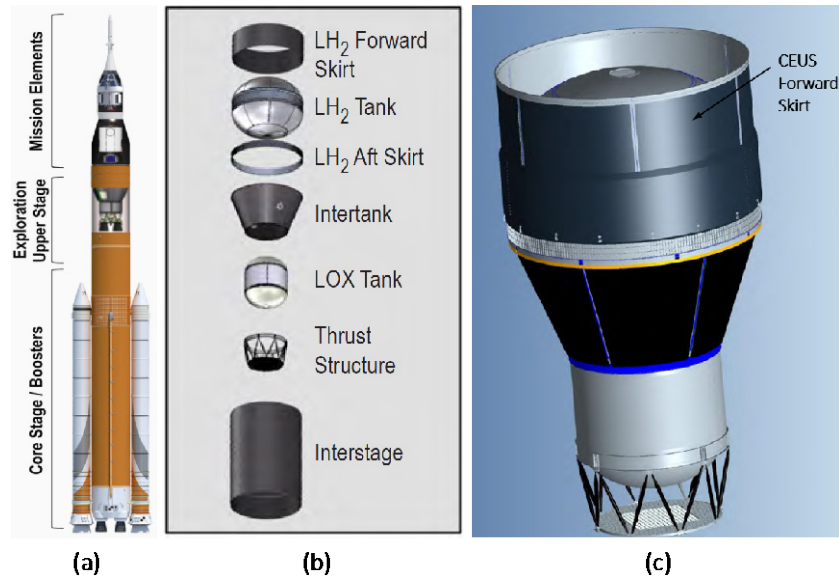 Mission Elements
Exploration
Upper Stage
Core Stage / Boosters
(a)
LH₂ Forward
Skirt
LH₂ Tank
LH₂ Aft Skirt
Intertank
LOX Tank
Thrust
Structure
Interstage
(b)
CEUS
Forward
Skirt
(c)